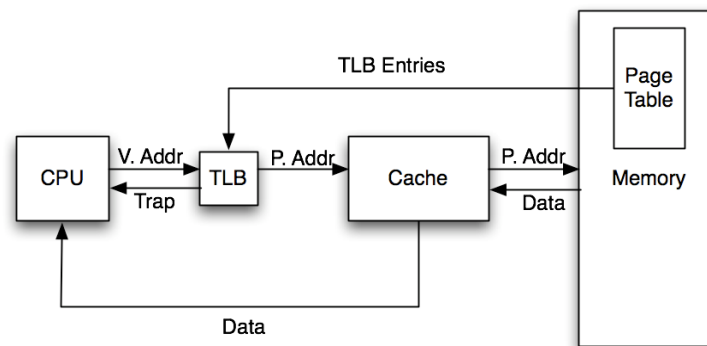 TLB Entries
Page
Table
V. Addr
P. Addr
P. Addr
CPU
TLB
Cache
Memory
Trap
Data
Data